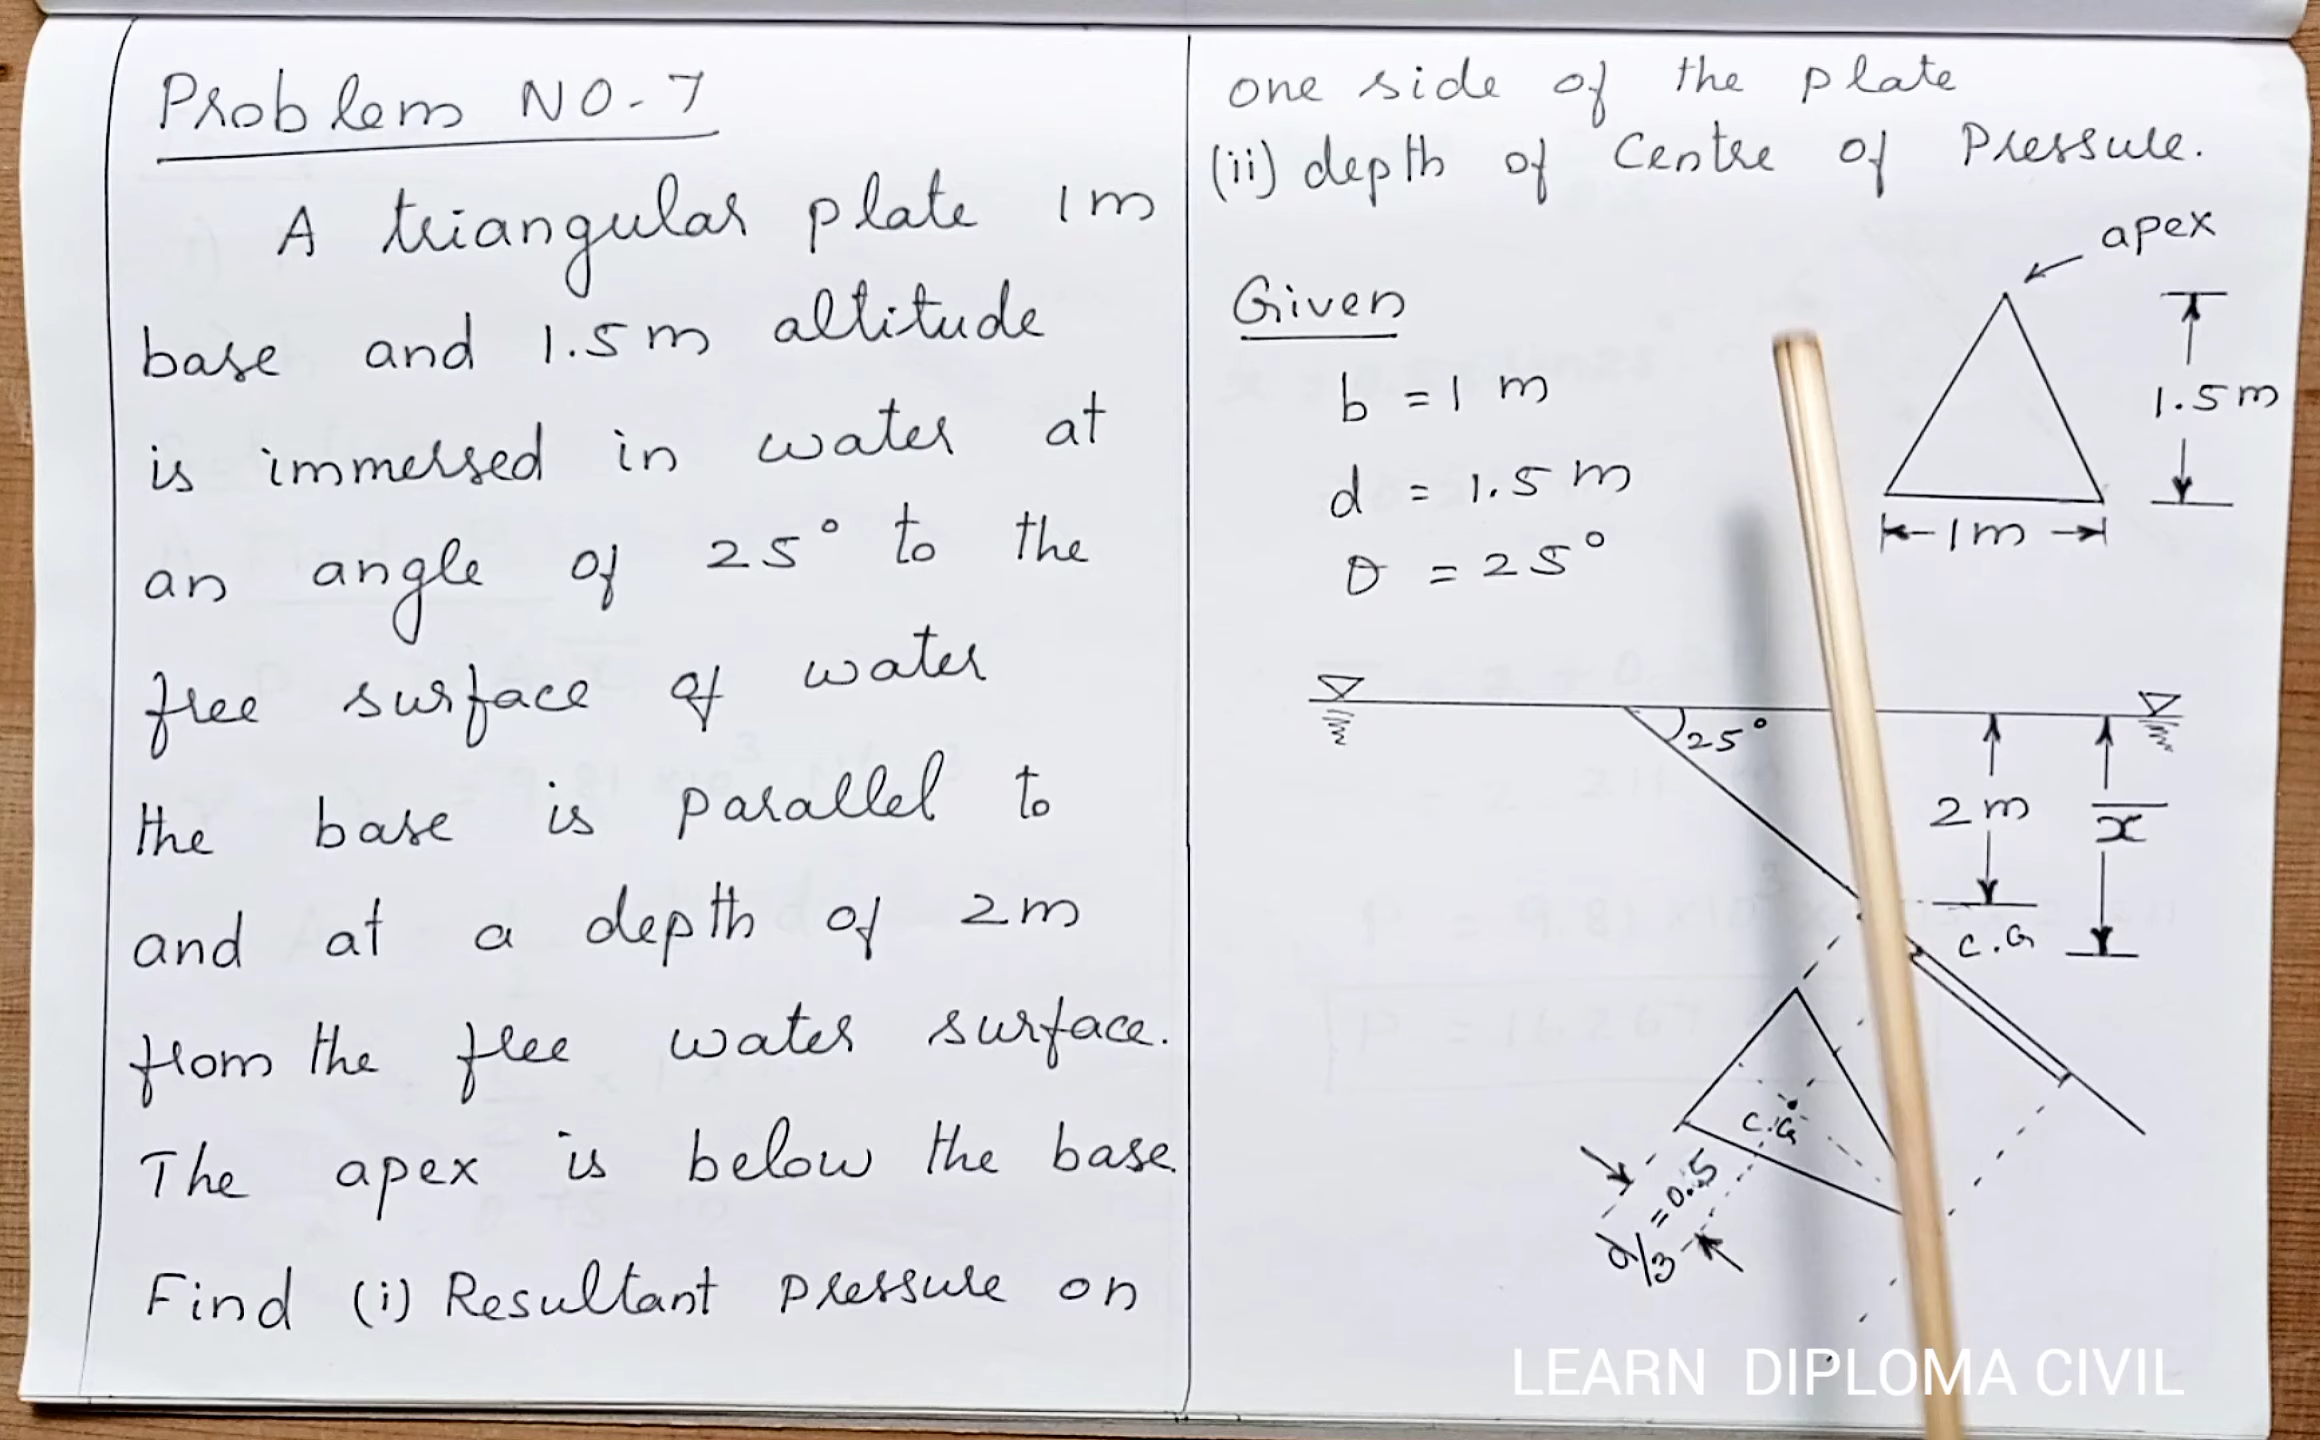 Problem NO-7
A triangular plate 1m
base and 1.5m altitude
is immersed in water at
an angle of 25° to the
free surface of water
the base is parallel to
and at a depth of 2m
from the free water surface.
The apex is below the base.
Find (i) Resultant pressure on
one side of the plate
(ii) depth of Centre of Pressure.
apex
Given
b = 1 m
d = 1.5 m
θ = 25°
1.5m
1m
25°
2m
x̅
C.G
C.G
d/3 = 0.5
LEARN DIPLOMA CIVIL